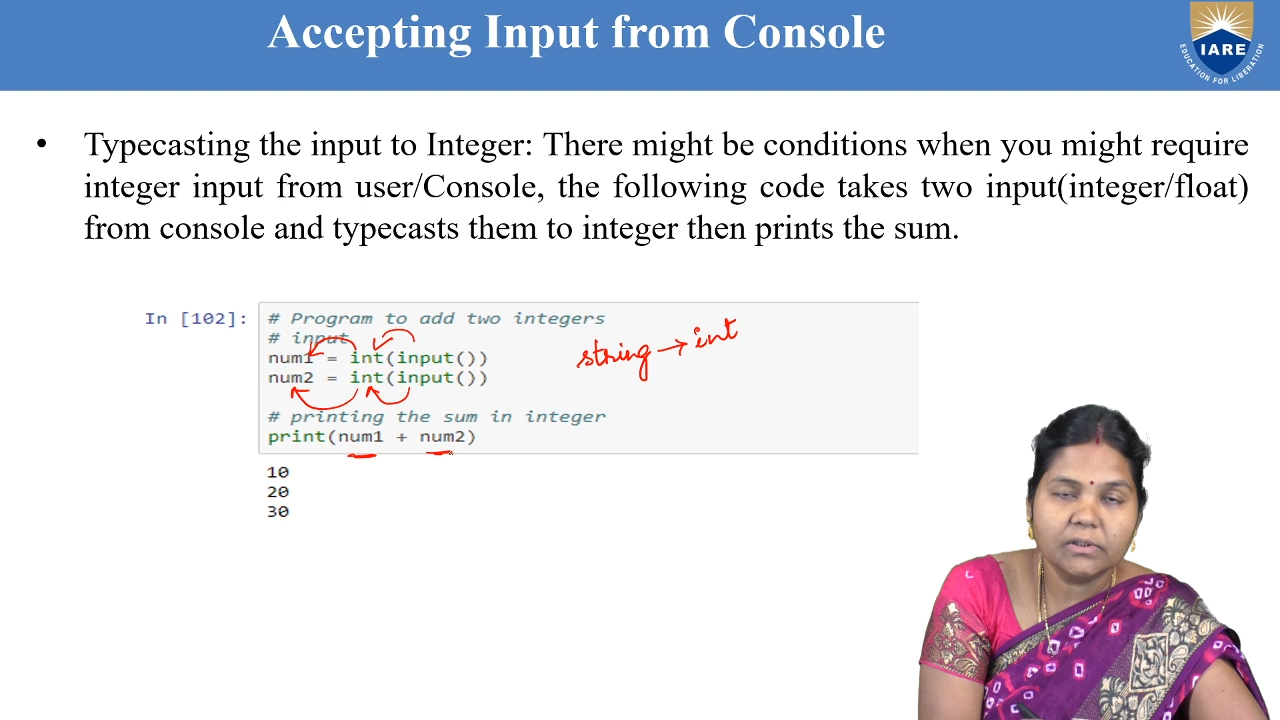 Accepting Input from Console
IARE
EDUCATION FOR LIBERATION
• Typecasting the input to Integer: There might be conditions when you might require
integer input from user/Console, the following code takes two input(integer/float)
from console and typecasts them to integer then prints the sum.
In [102]: # Program to add two integers
# input
num1 = int(input())
num2 = int(input())
string → int
# printing the sum in integer
print(num1 + num2)
10
20
30